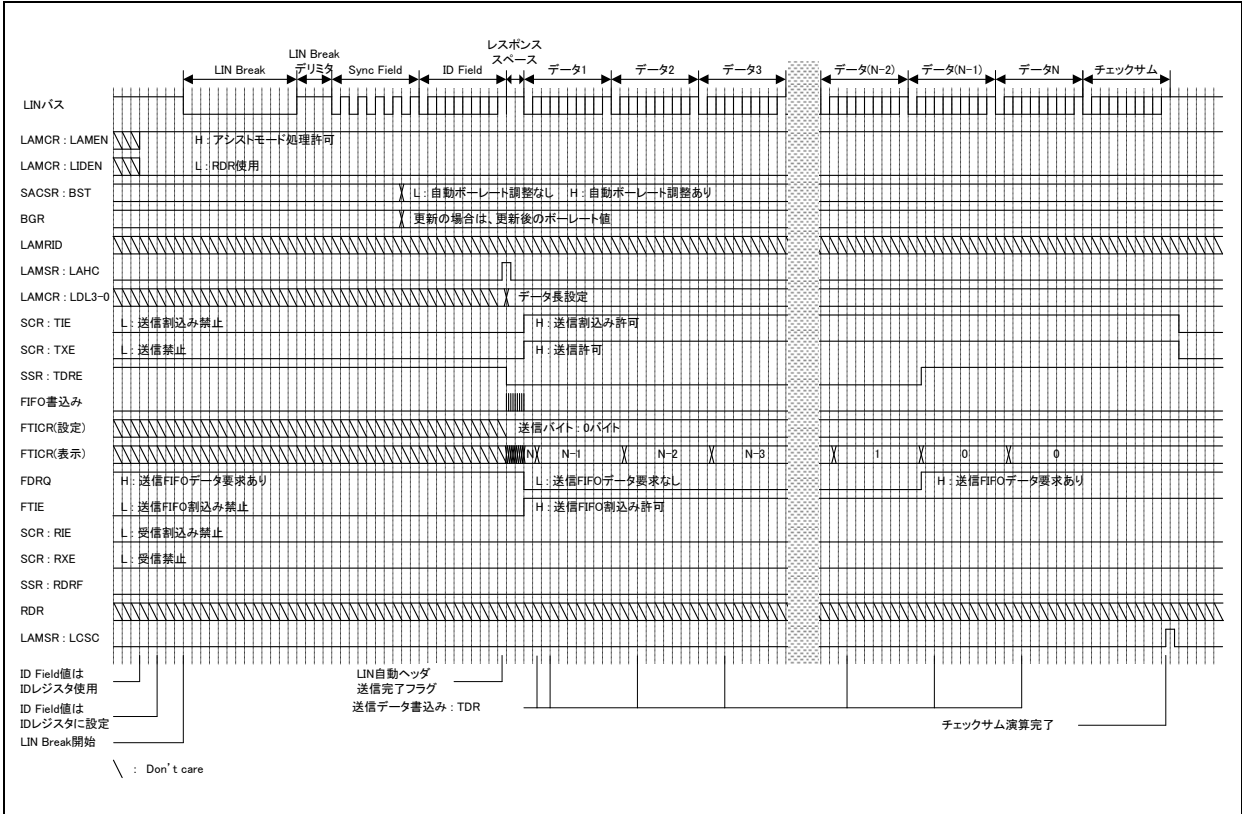 レスポンス
スペース
LIN Break
デリミタ
LIN Break
Sync Field
ID Field
データ1
データ2
データ3
データ(N-2)
データ(N-1)
データN
チェックサム
LINバス
LAMCR : LAMEN
H : アシストモード処理許可
LAMCR : LIDEN
L : RDR使用
SACSR : BST
L : 自動ボーレート調整なし H : 自動ボーレート調整あり
BGR
更新の場合は、更新後のボーレート値
LAMRID
LAMSR : LAHC
LAMCR : LDL3-0
データ長設定
SCR : TIE
L : 送信割込み禁止
H : 送信割込み許可
SCR : TXE
L : 送信禁止
H : 送信許可
SSR : TDRE
FIFO書込み
FTICR(設定)
送信バイト : 0バイト
FTICR(表示)
N
N-1
N-2
N-3
1
0
0
FDRQ
H : 送信FIFOデータ要求あり
L : 送信FIFOデータ要求なし
H : 送信FIFOデータ要求あり
FTIE
L : 送信FIFO割込み禁止
H : 送信FIFO割込み許可
SCR : RIE
L : 受信割込み禁止
SCR : RXE
L : 受信禁止
SSR : RDRF
RDR
LAMSR : LCSC
ID Field値は
IDレジスタ使用
ID Field値は
IDレジスタに設定
LIN Break開始
LIN自動ヘッダ
送信完了フラグ
送信データ書込み : TDR
チェックサム演算完了
\ : Don't care